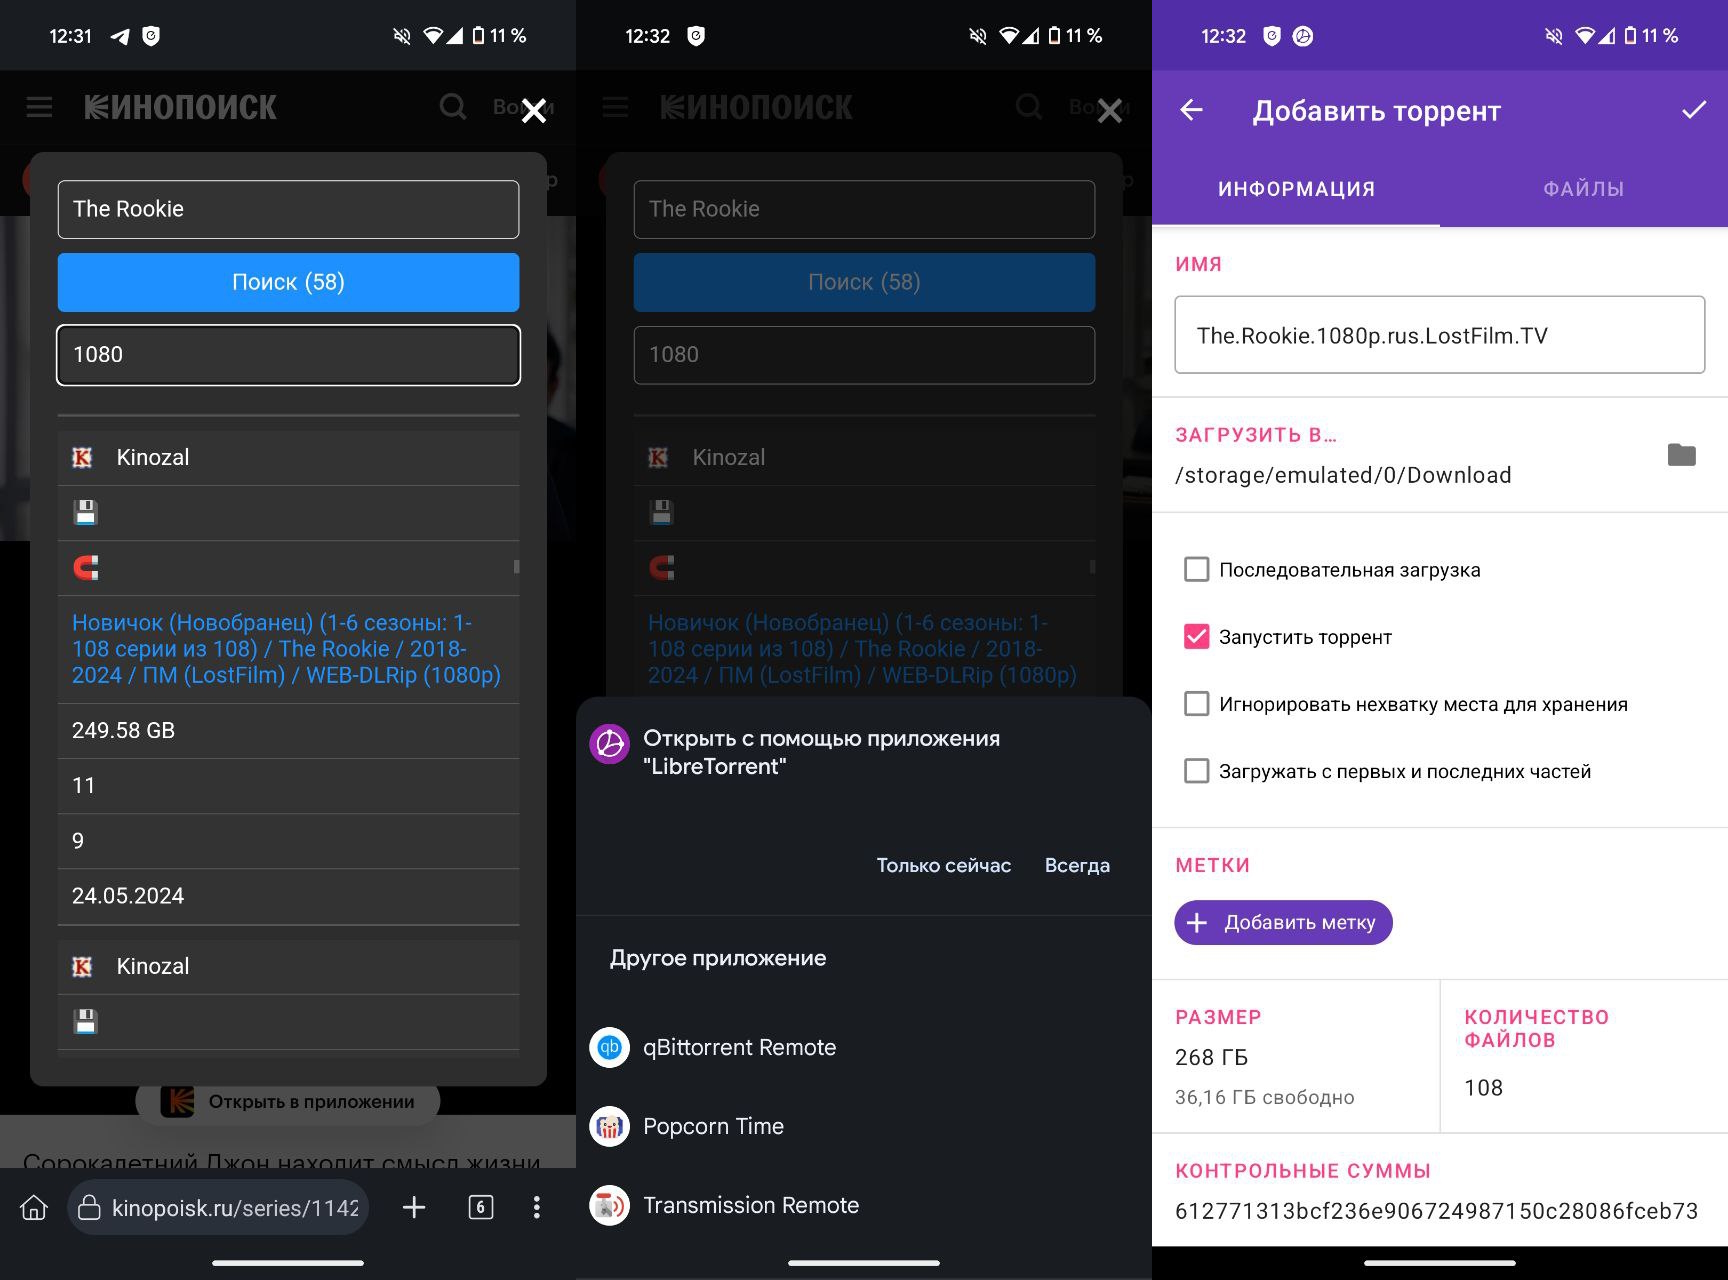 12:31
11 %
КИНОПОИСК
The Rookie
Поиск (58)
1080
Kinozal
Новичок (Новобранец) (1-6 сезоны: 1-
108 серии из 108) / The Rookie / 2018-
2024 / ПМ (LostFilm) / WEB-DLRip (1080p)
249.58 GB
11
9
24.05.2024
Kinozal
Открыть в приложении
Сорокалетний Джон находит смысл жизни
kinopoisk.ru/series/1142
6
12:32
11 %
КИНОПОИСК
The Rookie
Поиск (58)
1080
Kinozal
Новичок (Новобранец) (1-6 сезоны: 1-
108 серии из 108) / The Rookie / 2018-
2024 / ПМ (LostFilm) / WEB-DLRip (1080p)
Открыть с помощью приложения
"LibreTorrent"
Только сейчас Всегда
Другое приложение
qb
qBittorrent Remote
Popcorn Time
Transmission Remote
12:32
11 %
Добавить торрент
ИНФОРМАЦИЯ ФАЙЛЫ
ИМЯ
The.Rookie.1080p.rus.LostFilm.TV
ЗАГРУЗИТЬ В…
/storage/emulated/0/Download
Последовательная загрузка
Запустить торрент
Игнорировать нехватку места для хранения
Загружать с первых и последних частей
МЕТКИ
Добавить метку
РАЗМЕР
268 ГБ
36,16 ГБ свободно
КОЛИЧЕСТВО
ФАЙЛОВ
108
КОНТРОЛЬНЫЕ СУММЫ
612771313bcf236e906724987150c28086fceb73